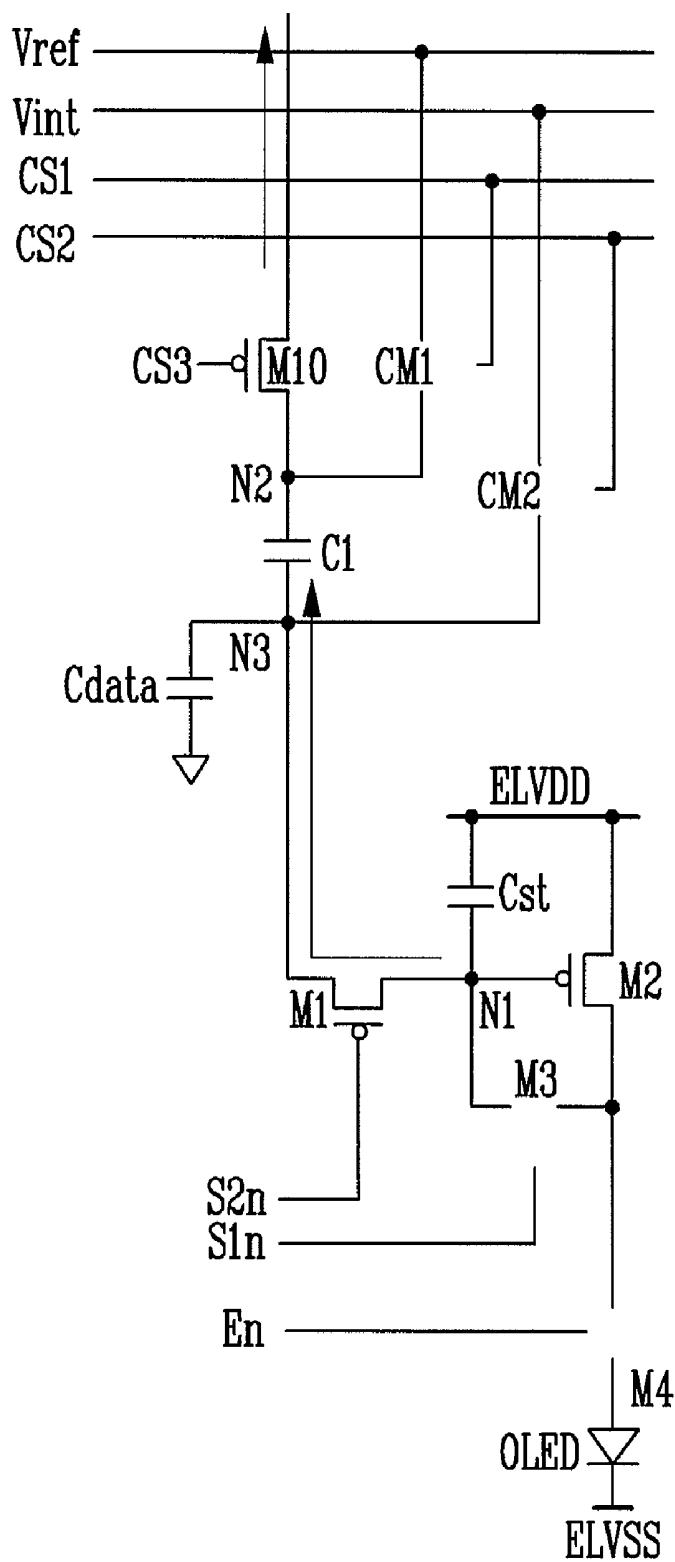 Vref
Vint
CS1
CS2
CS3
M10
CM1
N2
CM2
C1
N3
Cdata
ELVDD
Cst
M1
N1
M2
M3
S2n
S1n
En
M4
OLED
ELVSS